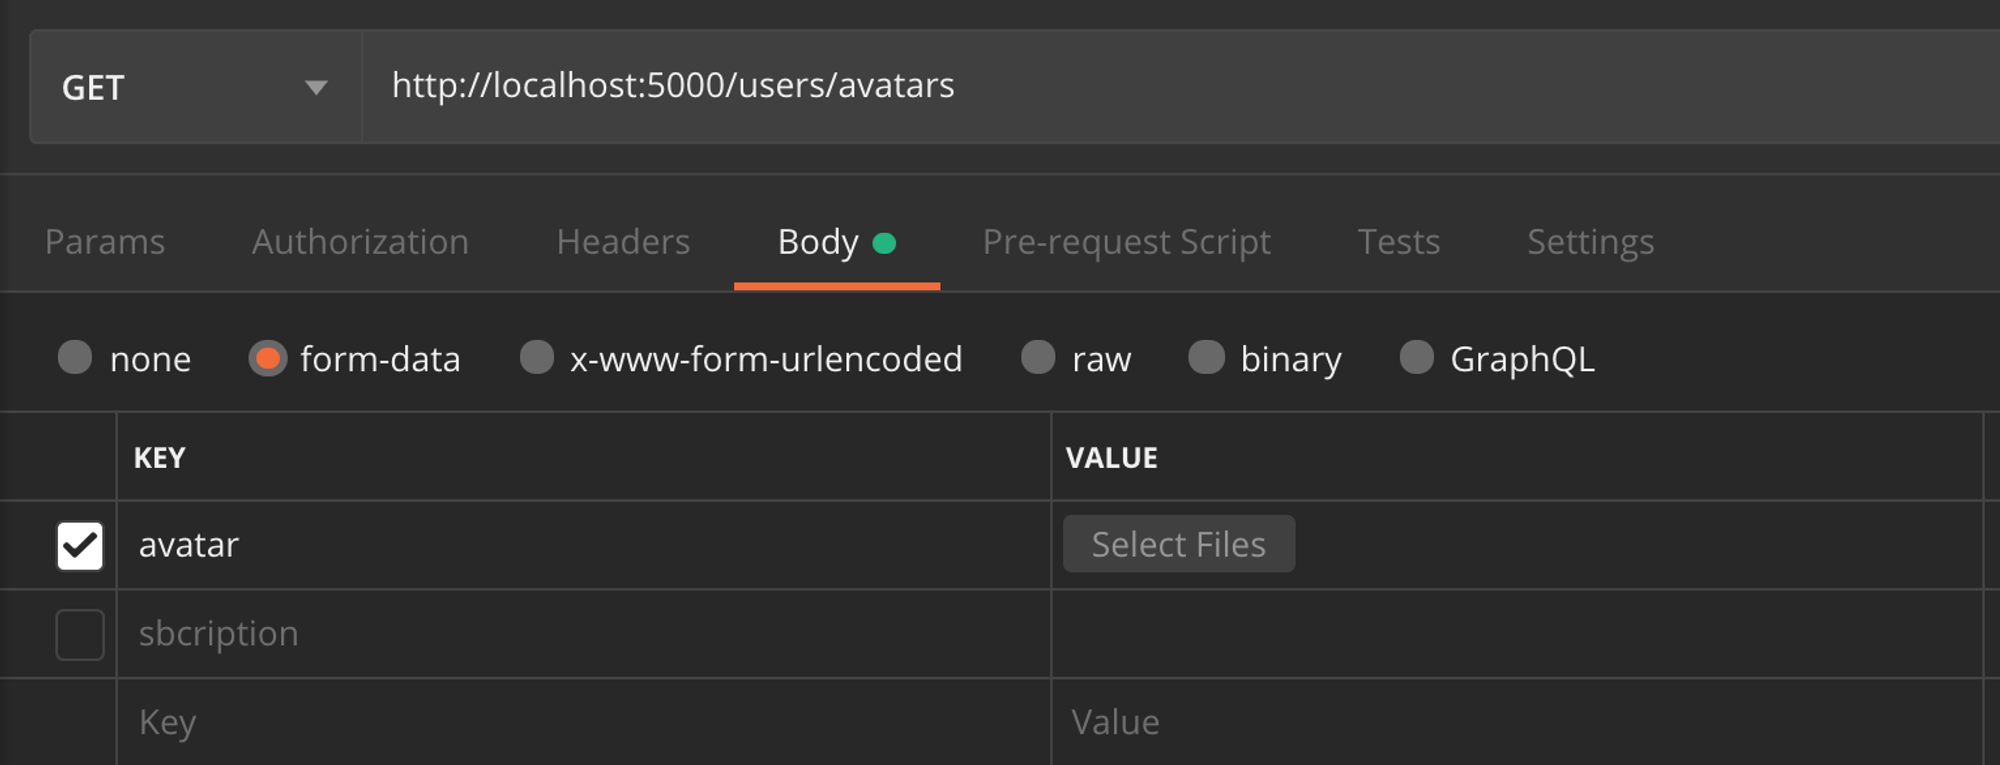 GET http://localhost:5000/users/avatars
Params Authorization Headers Body Pre-request Script Tests Settings
none form-data x-www-form-urlencoded raw binary GraphQL
KEY VALUE
avatar Select Files
sbcription
Key Value